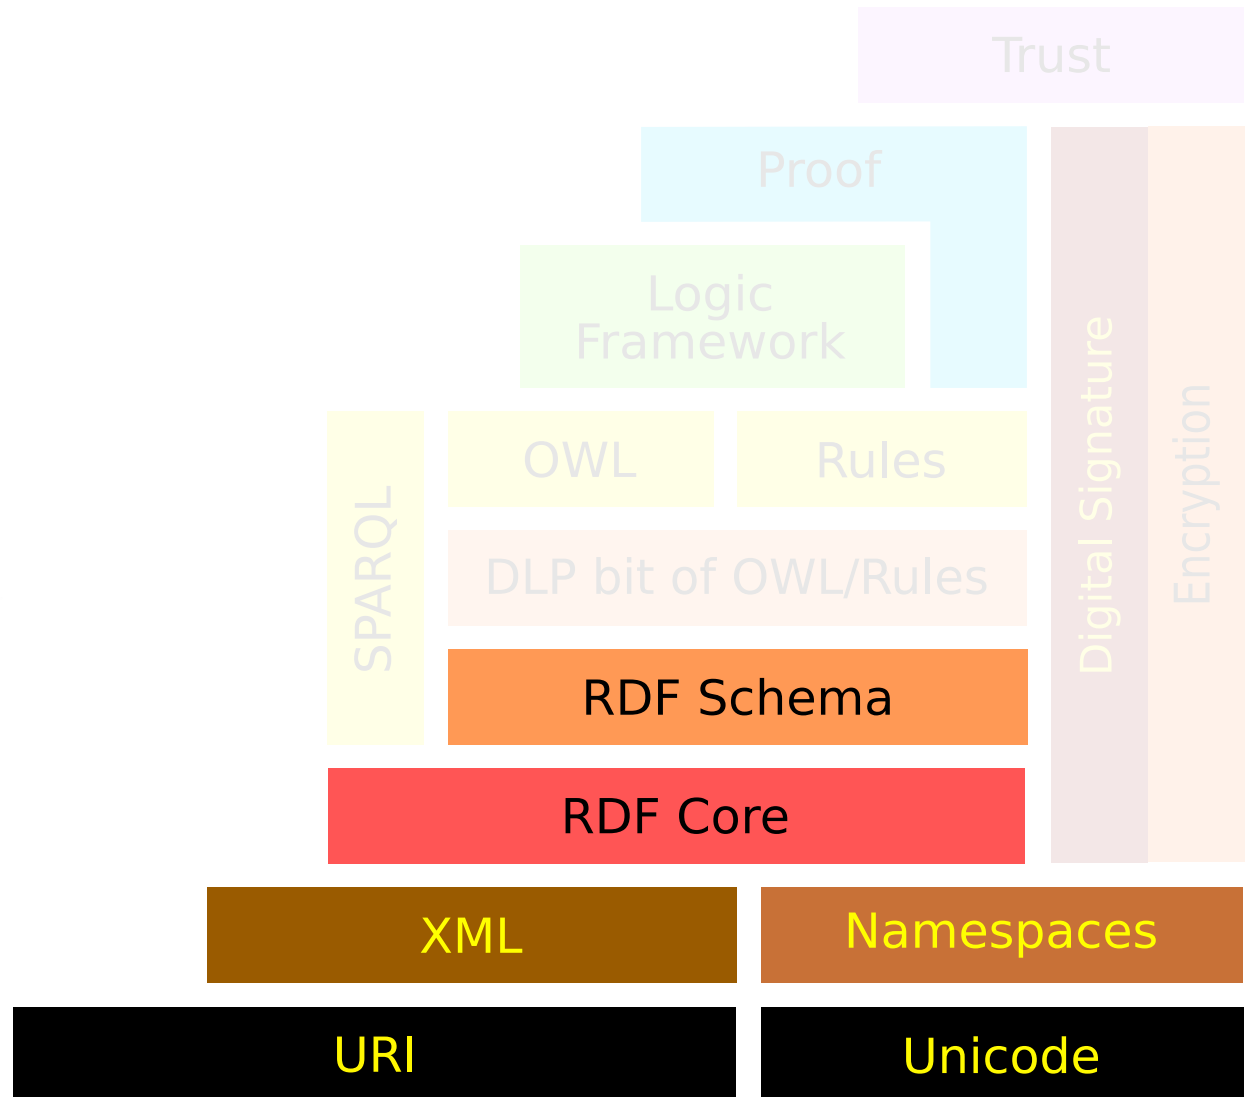 Trust
Proof
Logic
Framework
Digital Signature
Encryption
SPARQL
OWL
Rules
DLP bit of OWL/Rules
RDF Schema
RDF Core
XML
Namespaces
URI
Unicode